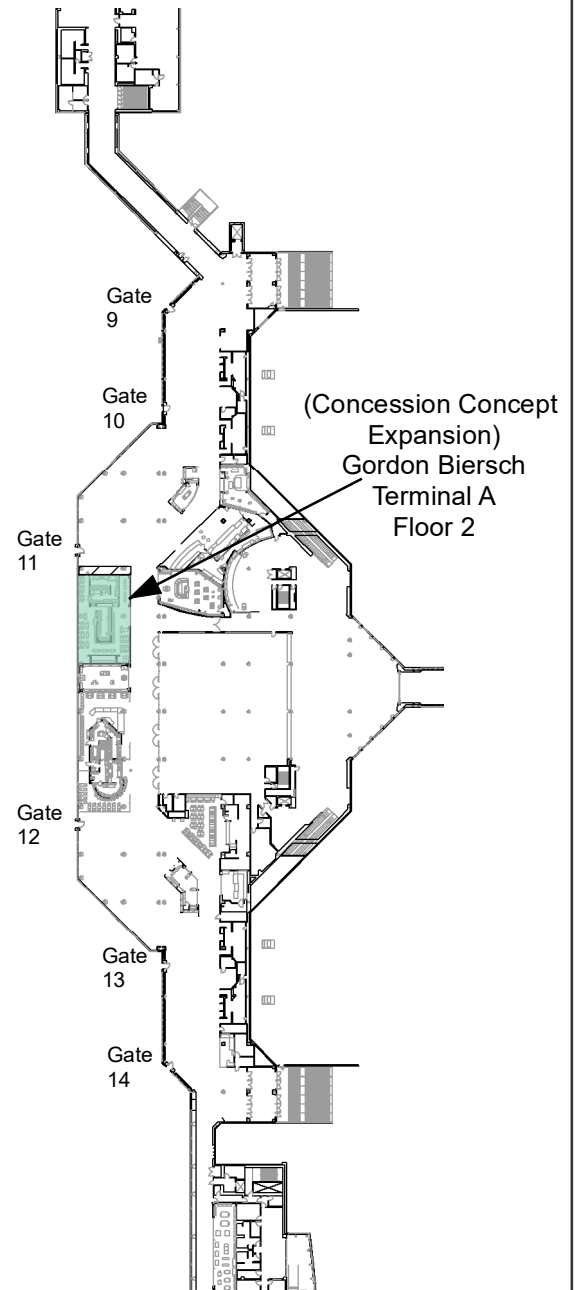 Gate
9
Gate
10
(Concession Concept
Expansion)
Gordon Biersch
Terminal A
Floor 2
Gate
11
Gate
12
Gate
13
Gate
14